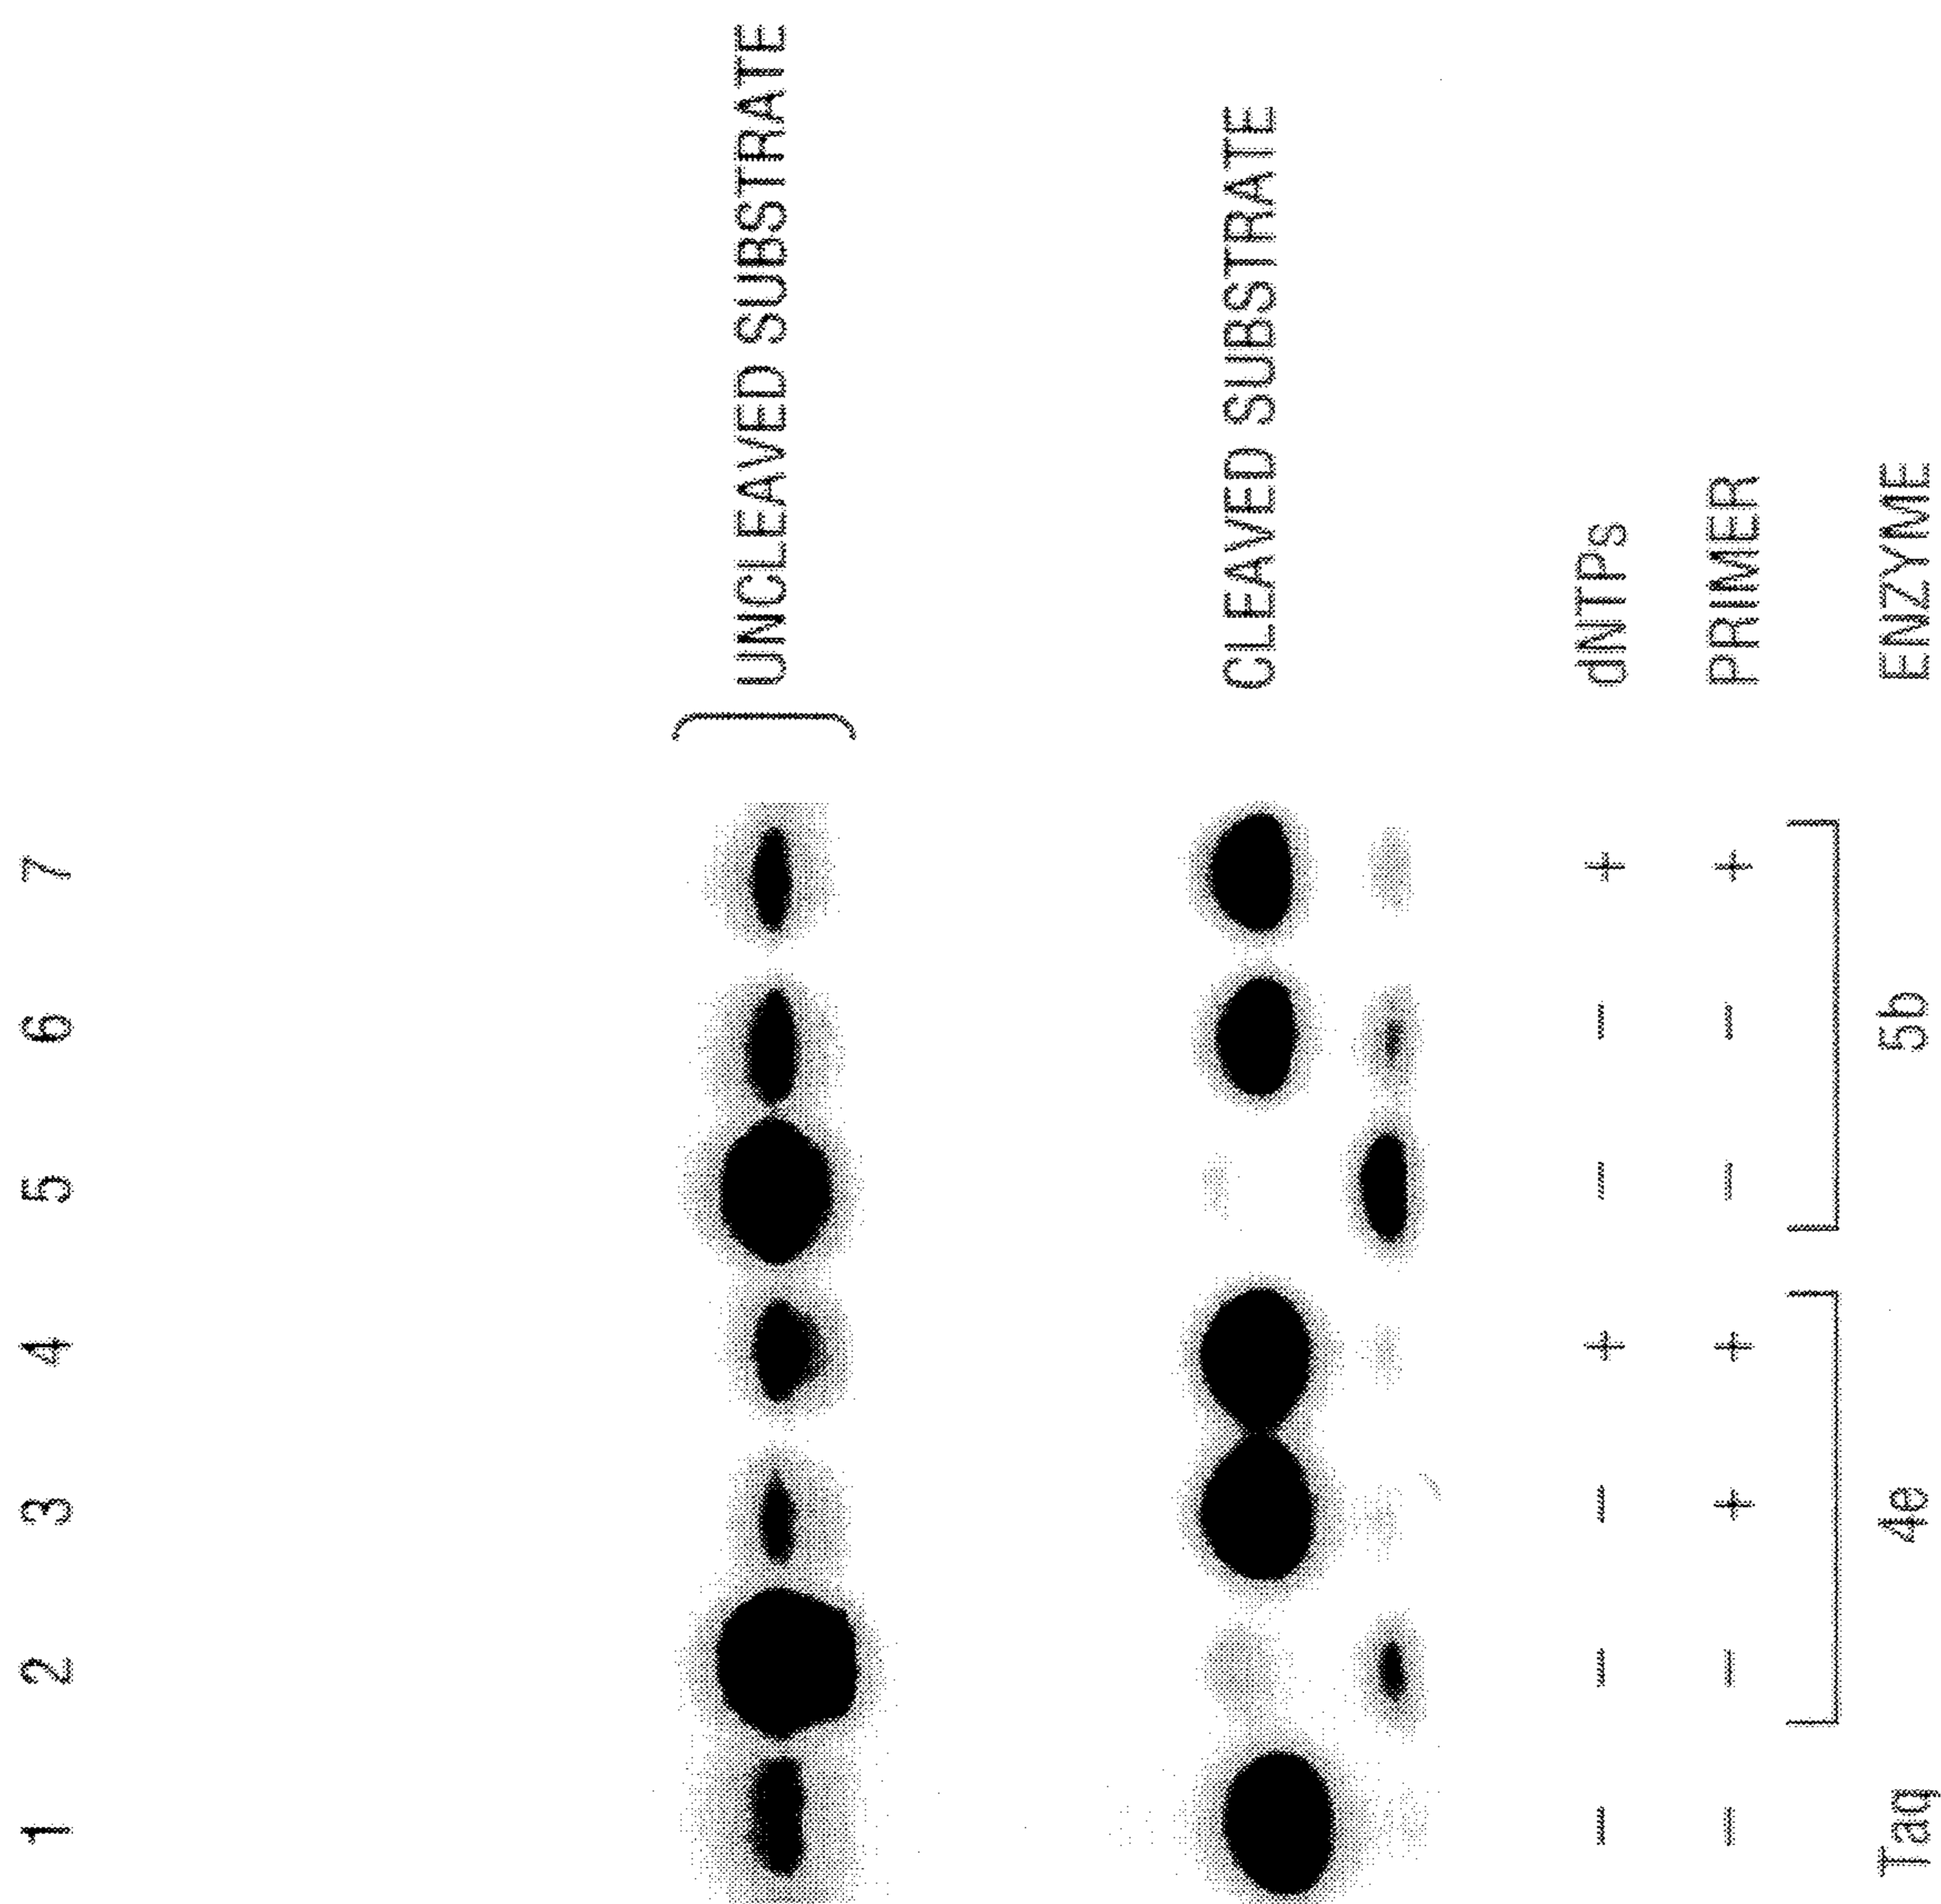 1 2 3 4 5 6 7
UNCLEAVED SUBSTRATE
CLEAVED SUBSTRATE
− − − + − − + dNTPs
− − + + − − + PRIMER
Taq 4e 5b ENZYME